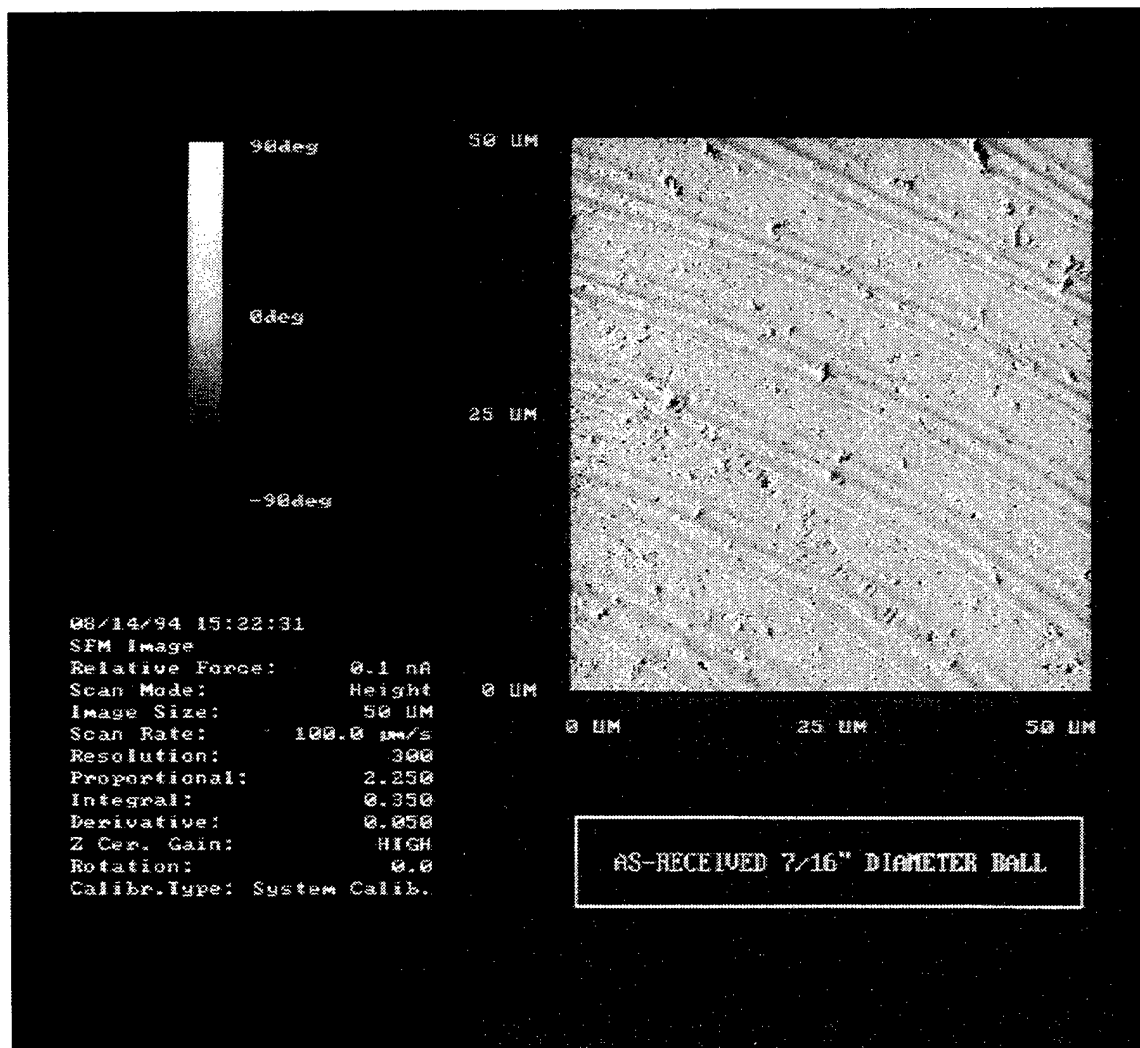 90deg
0deg
-90deg
50 UM
25 UM
0 UM
0 UM 25 UM 50 UM
08/14/94 15:22:31
SFM Image
Relative Force: 0.1 nA
Scan Mode: Height
Image Size: 50 UM
Scan Rate: 100.0 µm/s
Resolution: 300
Proportional: 2.250
Integral: 0.350
Derivative: 0.050
Z Cer. Gain: HIGH
Rotation: 0.0
Calibr.Type: System Calib.
AS-RECEIVED 7/16" DIAMETER BALL